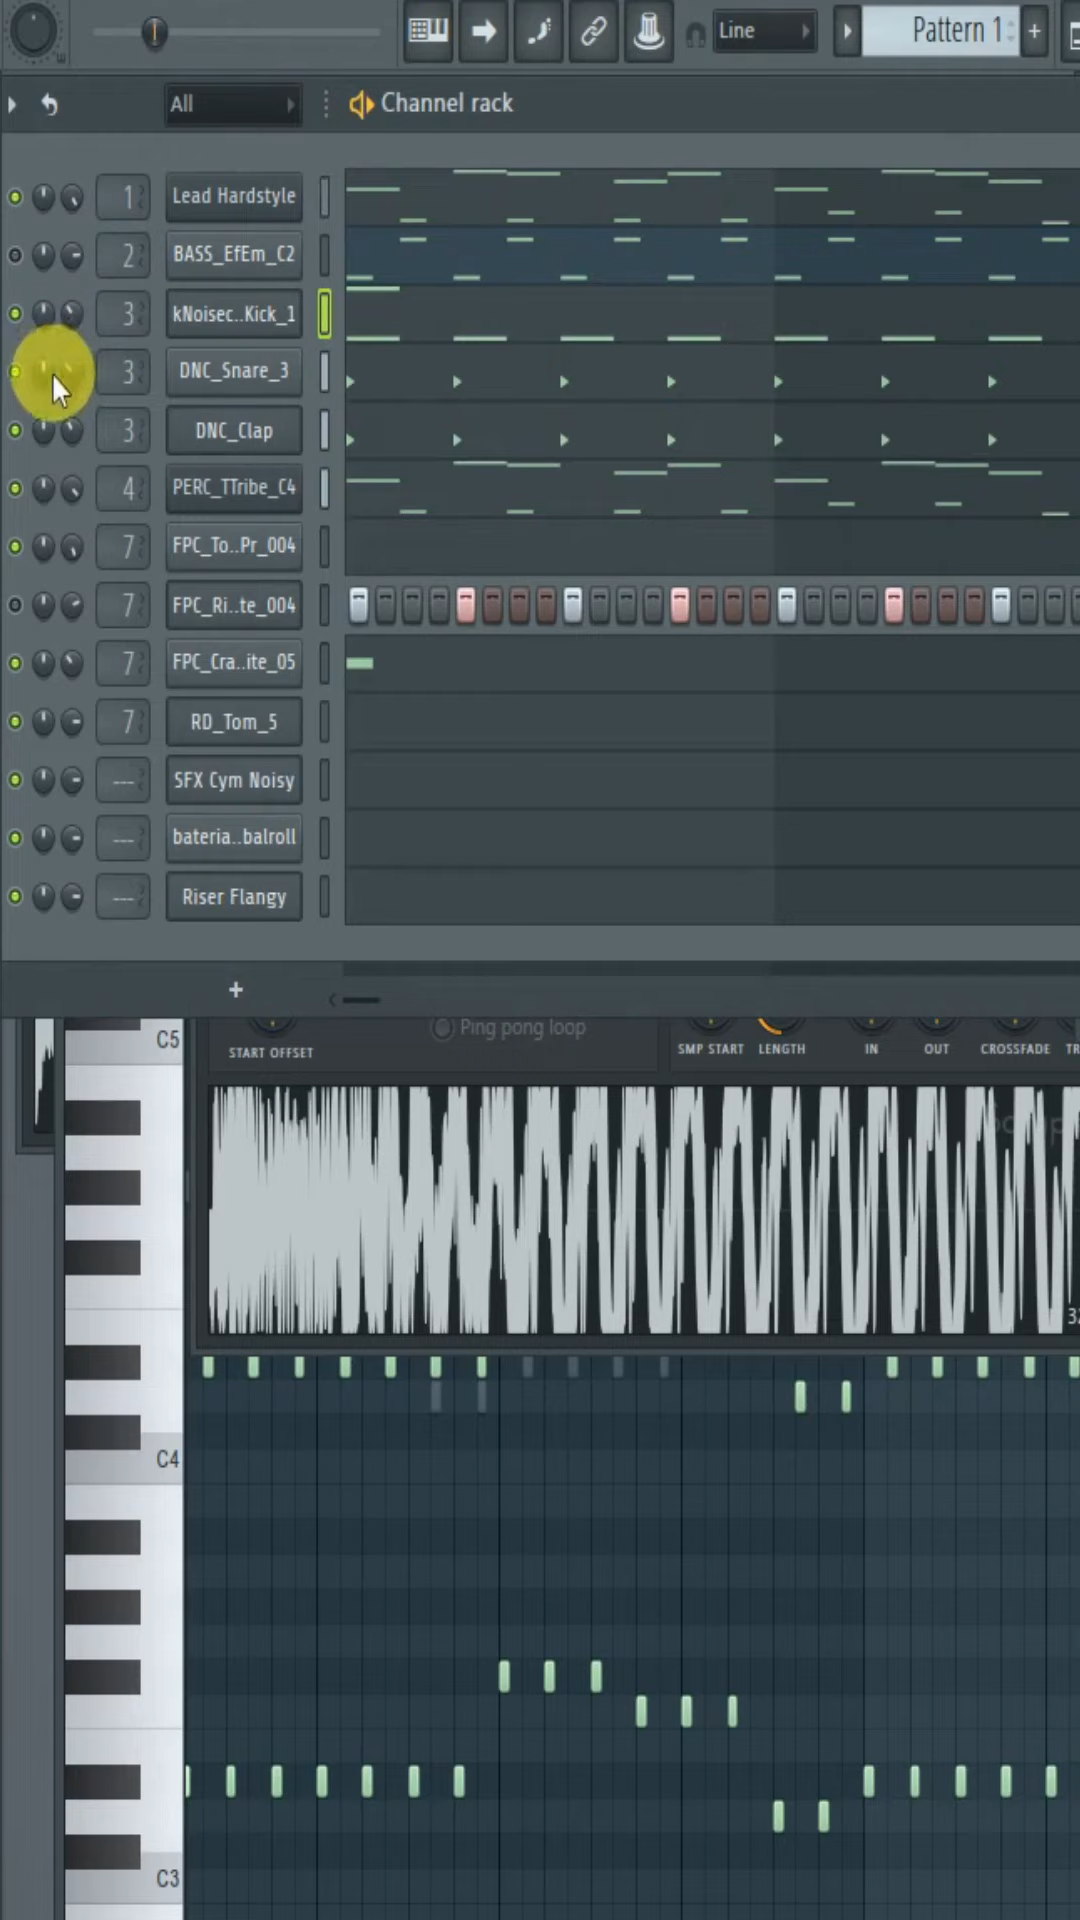 Line
Pattern 1
+
All
Channel rack
1 Lead Hardstyle
2 BASS_EfEm_C2
3 kNoisec..Kick_1
3 DNC_Snare_3
3 DNC_Clap
4 PERC_TTribe_C4
7 FPC_To..Pr_004
7 FPC_Ri..te_004
7 FPC_Cra..ite_05
7 RD_Tom_5
--- SFX Cym Noisy
--- bateria..balroll
--- Riser Flangy
+
C5
Ping pong loop
START OFFSET
SMP START LENGTH IN OUT CROSSFADE TR
C4
C3